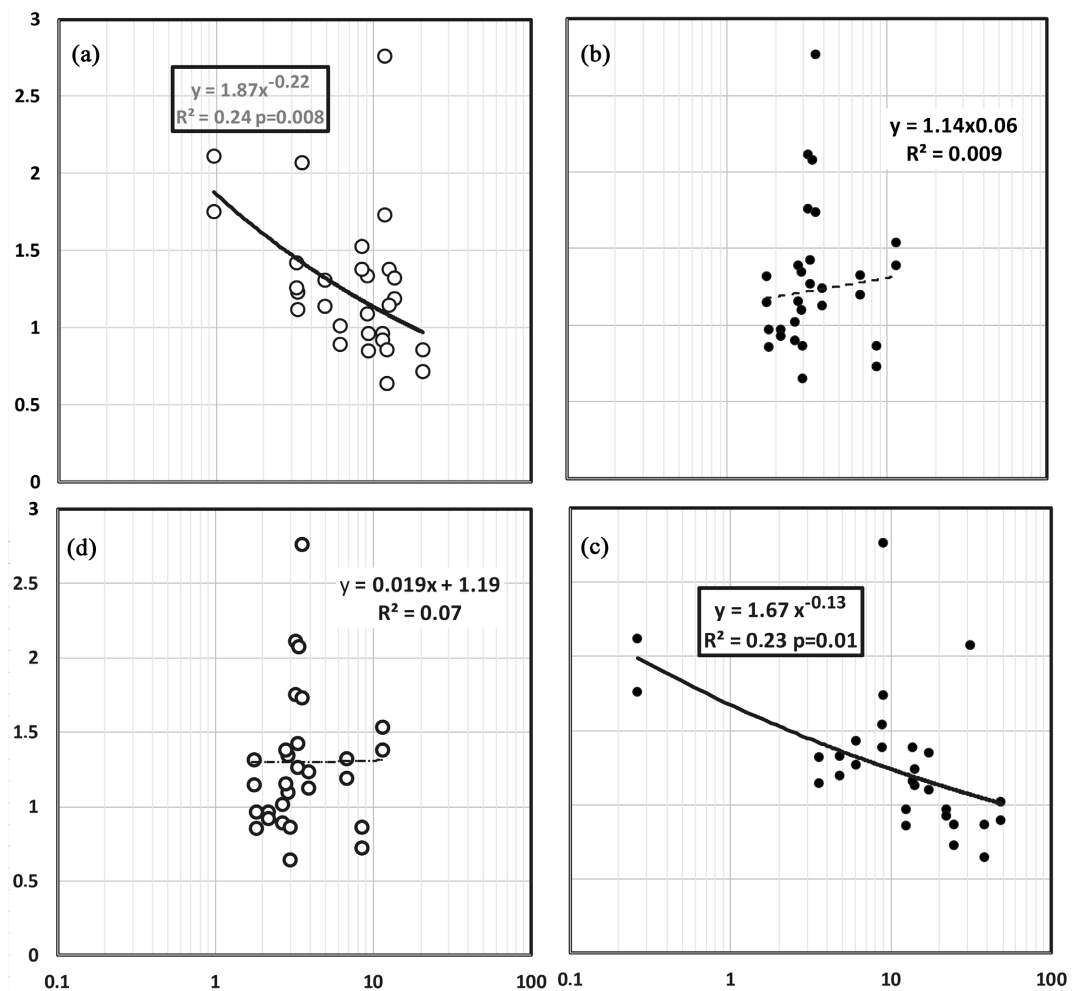 3
2.5
2
1.5
1
0.5
0
(a)
y = 1.87x^-0.22
R² = 0.24 p=0.008
(b)
y = 1.14x0.06
R² = 0.009
3
2.5
2
1.5
1
0.5
0
(d)
y = 0.019x + 1.19
R² = 0.07
0.1 1 10 100
(c)
y = 1.67 x^-0.13
R² = 0.23 p=0.01
0.1 1 10 100